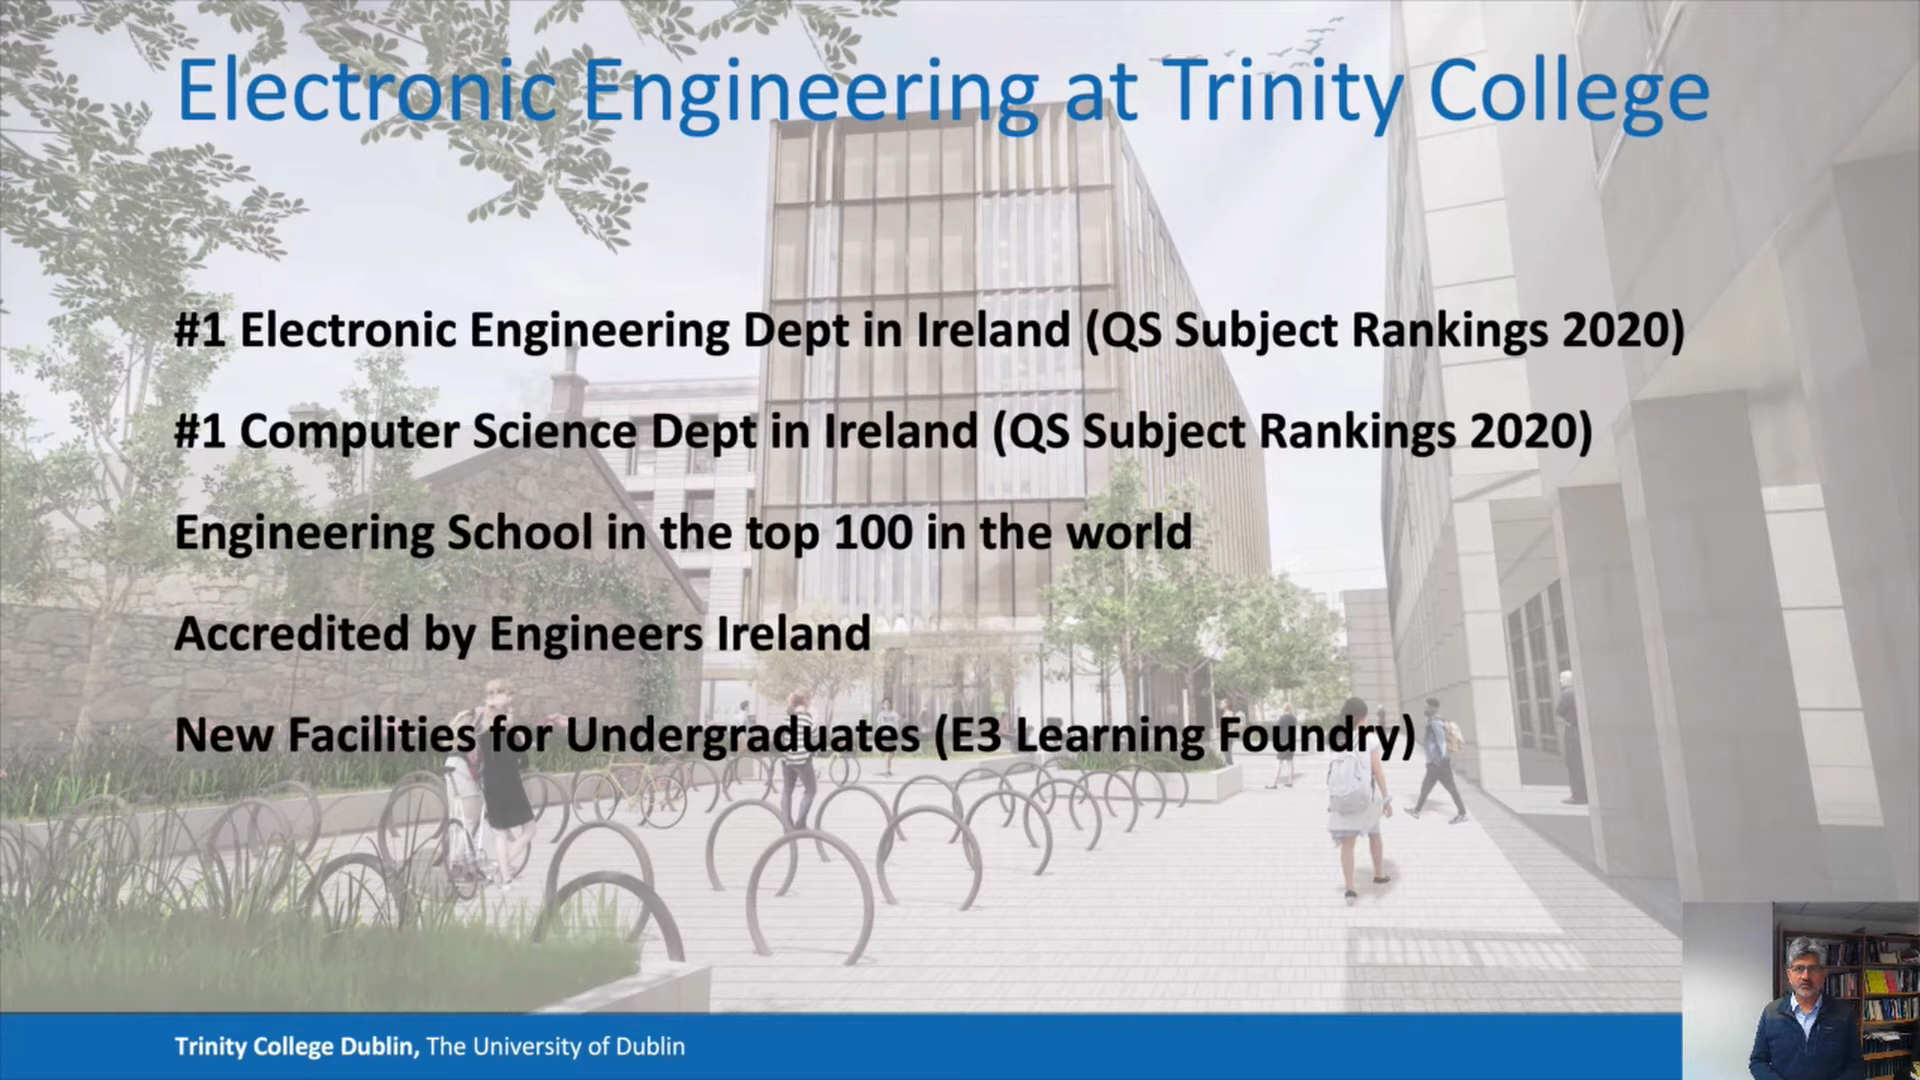 Electronic Engineering at Trinity College
#1 Electronic Engineering Dept in Ireland (QS Subject Rankings 2020)
#1 Computer Science Dept in Ireland (QS Subject Rankings 2020)
Engineering School in the top 100 in the world
Accredited by Engineers Ireland
New Facilities for Undergraduates (E3 Learning Foundry)
Trinity College Dublin, The University of Dublin